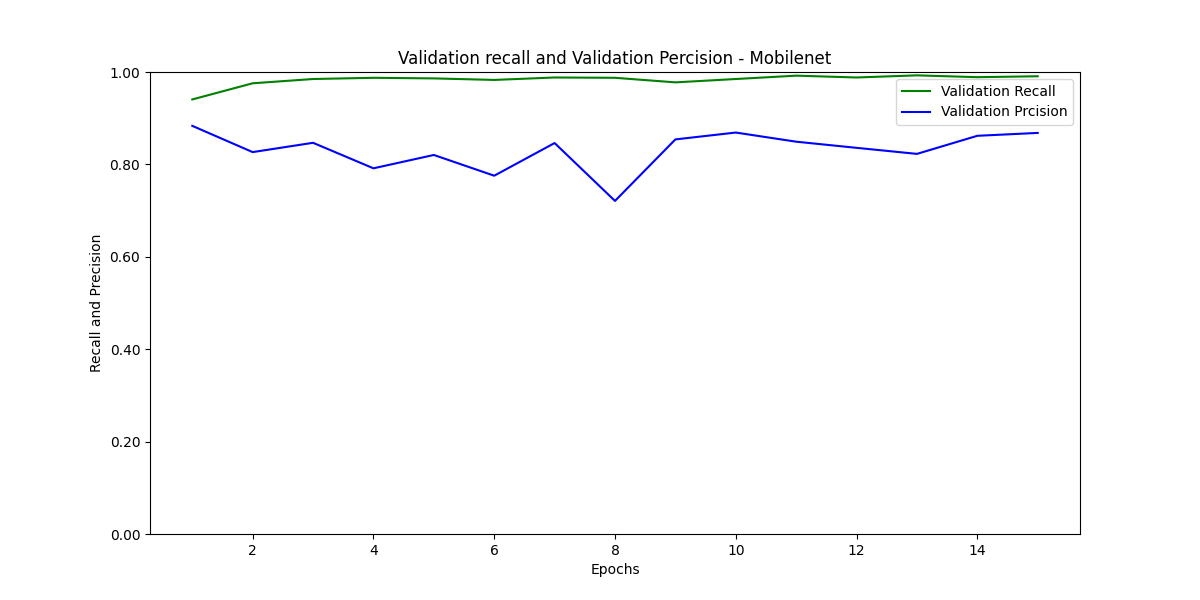 Validation recall and Validation Percision - Mobilenet
Validation Recall
Validation Prcision
Recall and Precision
1.00
0.80
0.60
0.40
0.20
0.00
2 4 6 8 10 12 14
Epochs